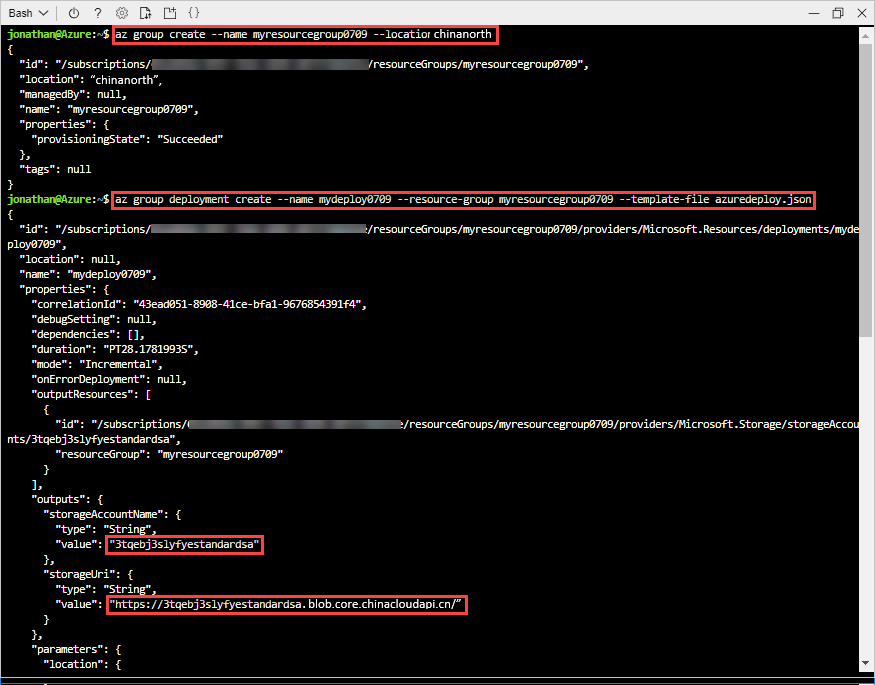 Bash ? {}
jonathan@Azure:~$ az group create --name myresourcegroup0709 --location chinanorth
{
"id": "/subscriptions/ /resourceGroups/myresourcegroup0709",
"location": “chinanorth”,
"managedBy": null,
"name": "myresourcegroup0709",
"properties": {
"provisioningState": "Succeeded"
},
"tags": null
}
jonathan@Azure:~$ az group deployment create --name mydeploy0709 --resource-group myresourcegroup0709 --template-file azuredeploy.json
{
"id": "/subscriptions/ /resourceGroups/myresourcegroup0709/providers/Microsoft.Resources/deployments/myde
ploy0709",
"location": null,
"name": "mydeploy0709",
"properties": {
"correlationId": "43ead051-8908-41ce-bfa1-9676854391f4",
"debugSetting": null,
"dependencies": [],
"duration": "PT28.1781993S",
"mode": "Incremental",
"onErrorDeployment": null,
"outputResources": [
{
"id": "/subscriptions/ e/resourceGroups/myresourcegroup0709/providers/Microsoft.Storage/storageAccou
nts/3tqebj3slyfyestandardsa",
"resourceGroup": "myresourcegroup0709"
}
],
"outputs": {
"storageAccountName": {
"type": "String",
"value": "3tqebj3slyfyestandardsa"
},
"storageUri": {
"type": "String",
"value": "https://3tqebj3slyfyestandardsa.blob.core.chinacloudapi.cn/”
}
},
"parameters": {
"location": {